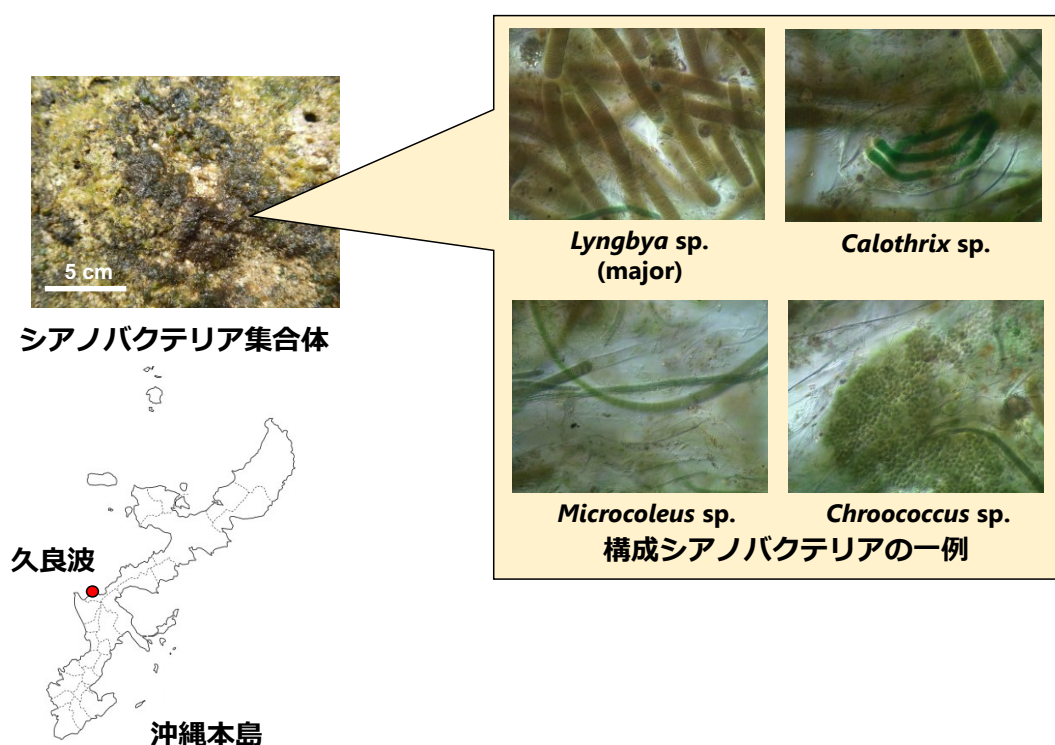 5 cm
シアノバクテリア集合体
Lyngbya sp.
(major)
Calothrix sp.
Microcoleus sp.
Chroococcus sp.
構成シアノバクテリアの一例
久良波
沖縄本島